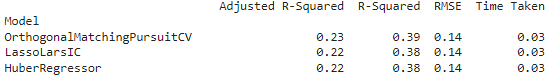 Adjusted R-Squared R-Squared RMSE Time Taken
Model
OrthogonalMatchingPursuitCV 0.23 0.39 0.14 0.03
LassoLarsIC 0.22 0.38 0.14 0.03
HuberRegressor 0.22 0.38 0.14 0.03